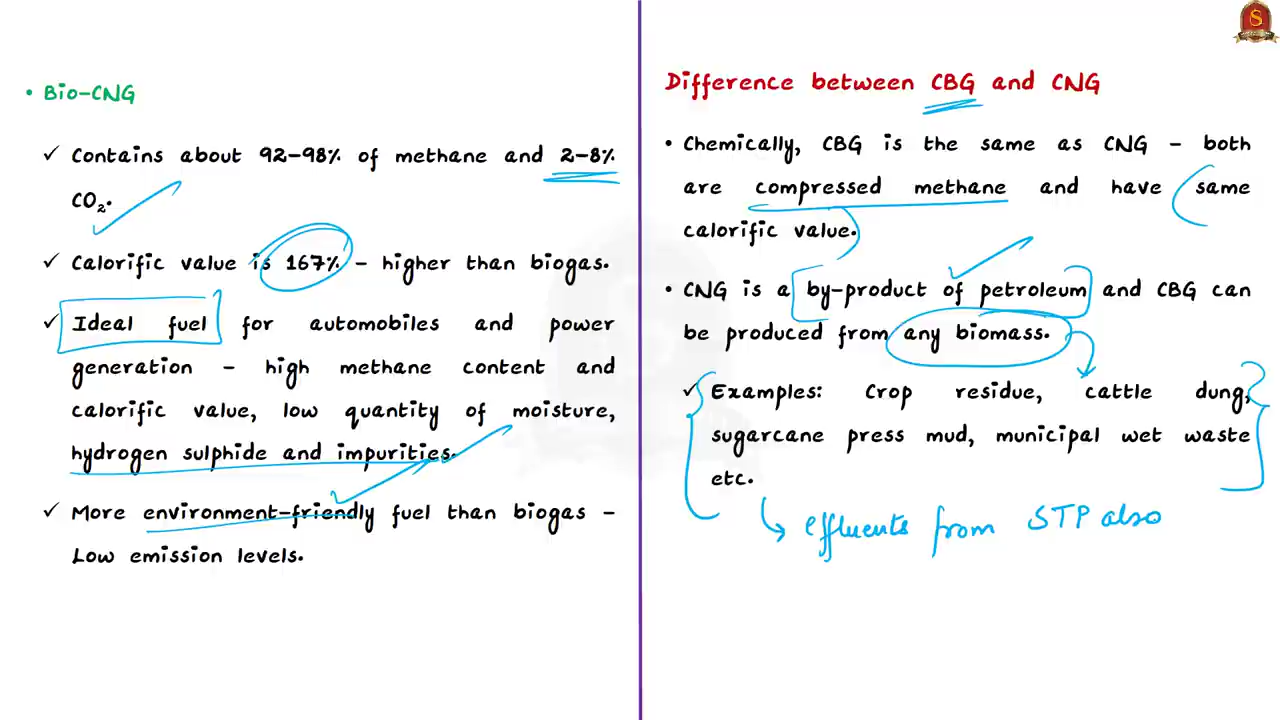 • Bio-CNG
✓ Contains about 92-98% of methane and 2-8%
CO₂.
✓ Calorific value is 167% - higher than biogas.
✓ Ideal fuel for automobiles and power
generation - high methane content and
calorific value, low quantity of moisture,
hydrogen sulphide and impurities.
✓ More environment-friendly fuel than biogas -
Low emission levels.
S
Difference between CBG and CNG
• Chemically, CBG is the same as CNG - both
are compressed methane and have same
calorific value.
• CNG is a by-product of petroleum and CBG can
be produced from any biomass.
✓ Examples: Crop residue, cattle dung,
sugarcane press mud, municipal wet waste
etc.
effluents from STP also